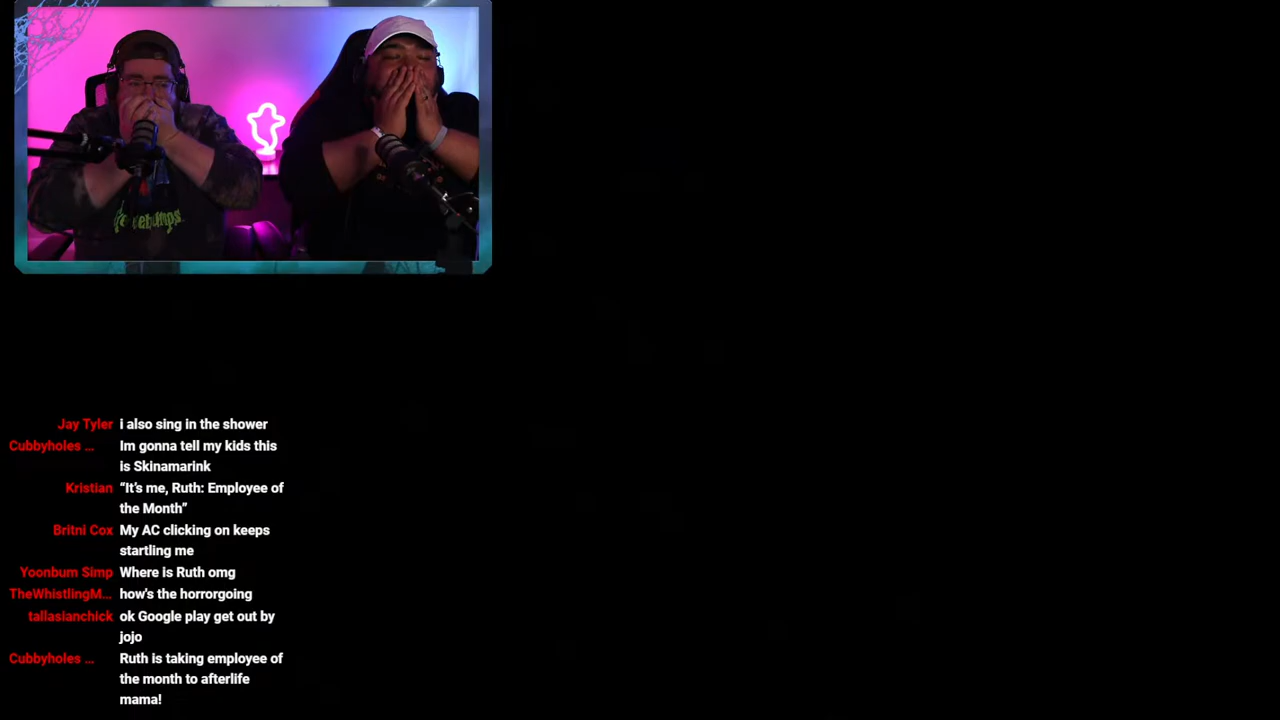 Goosebumps
Jay Tyler i also sing in the shower
Cubbyholes ... Im gonna tell my kids this
is Skinamarink
Kristian “It’s me, Ruth: Employee of
the Month”
Britni Cox My AC clicking on keeps
startling me
Yoonbum Simp Where is Ruth omg
TheWhistlingM... how's the horrorgoing
tallasianchick ok Google play get out by
jojo
Cubbyholes ... Ruth is taking employee of
the month to afterlife
mama!